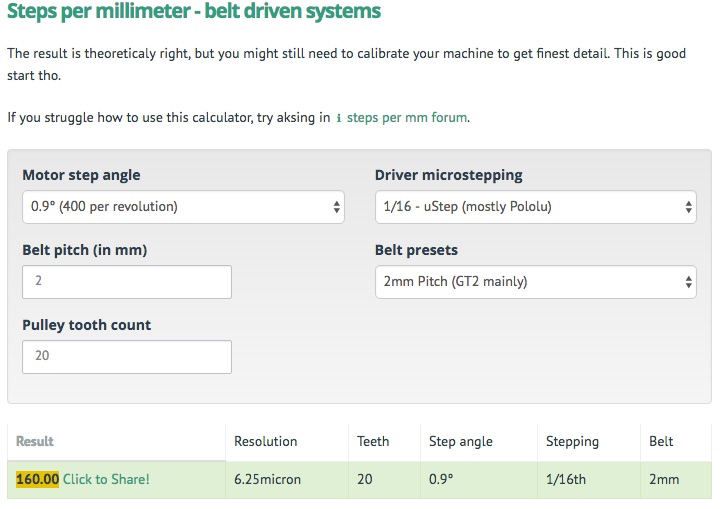 Steps per millimeter - belt driven systems
The result is theoreticaly right, but you might still need to calibrate your machine to get finest detail. This is good
start tho.
If you struggle how to use this calculator, try aksing in i steps per mm forum.
Motor step angle Driver microstepping
0.9° (400 per revolution) 1/16 - uStep (mostly Pololu)
Belt pitch (in mm) Belt presets
2 2mm Pitch (GT2 mainly)
Pulley tooth count
20
Result Resolution Teeth Step angle Stepping Belt
160.00 Click to Share! 6.25micron 20 0.9° 1/16th 2mm